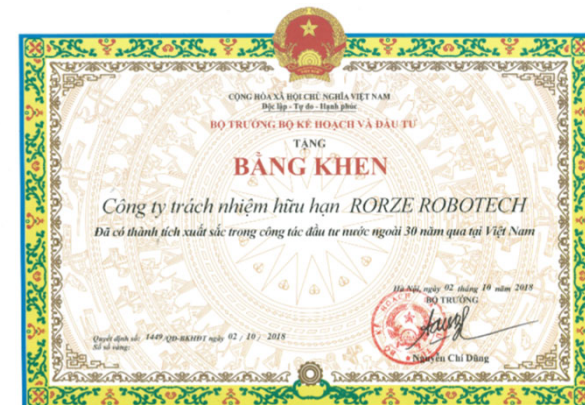 CỘNG HÒA XÃ HỘI CHỦ NGHĨA VIỆT NAM
Độc lập - Tự do - Hạnh phúc
BỘ TRƯỞNG BỘ KẾ HOẠCH VÀ ĐẦU TƯ
TẶNG
BẰNG KHEN
Công ty trách nhiệm hữu hạn RORZE ROBOTECH
Đã có thành tích xuất sắc trong công tác đầu tư nước ngoài 30 năm qua tại Việt Nam
Hà Nội, ngày 02 tháng 10 năm 2018
BỘ TRƯỞNG
Quyết định số: 1449/QĐ-BKHĐT ngày 02 / 10 / 2018
Số sổ vàng:
Nguyễn Chí Dũng